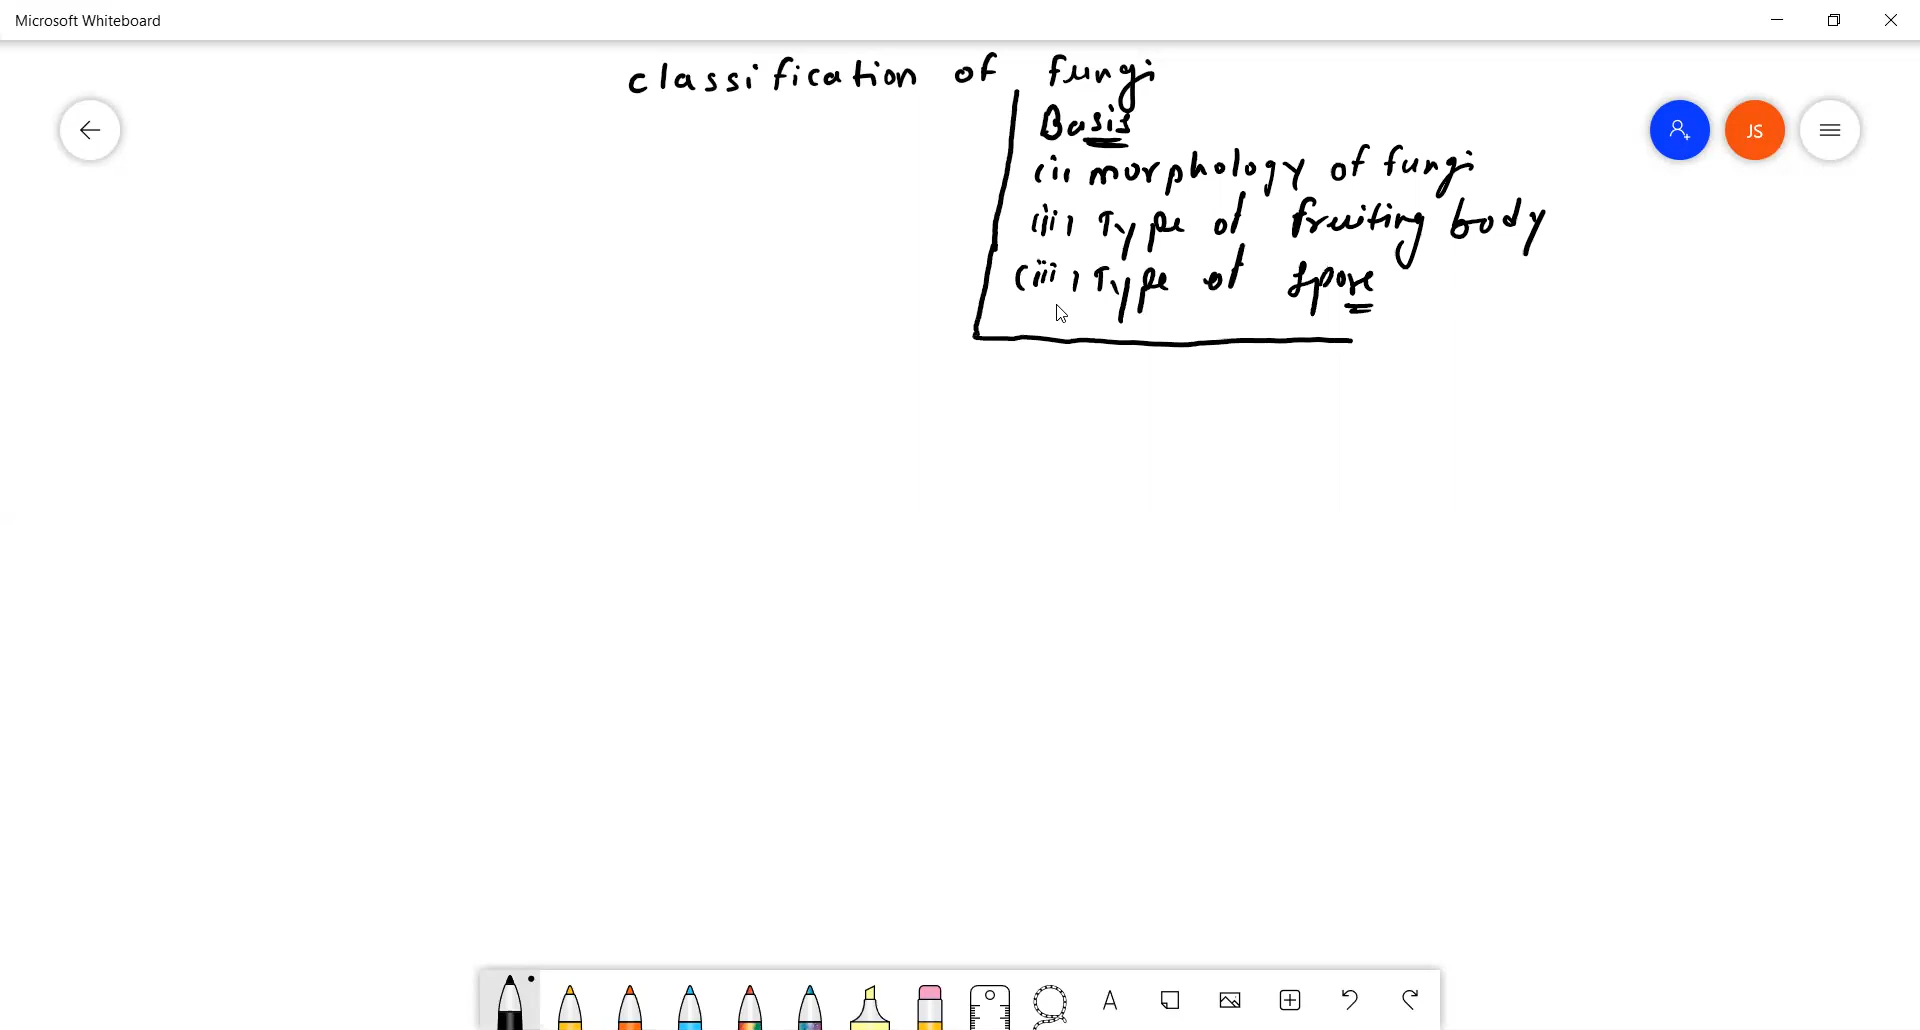 Microsoft Whiteboard
classification of fungi
Basis
(i) morphology of fungi
(ii) Type of fruiting body
(iii) Type of spore
JS